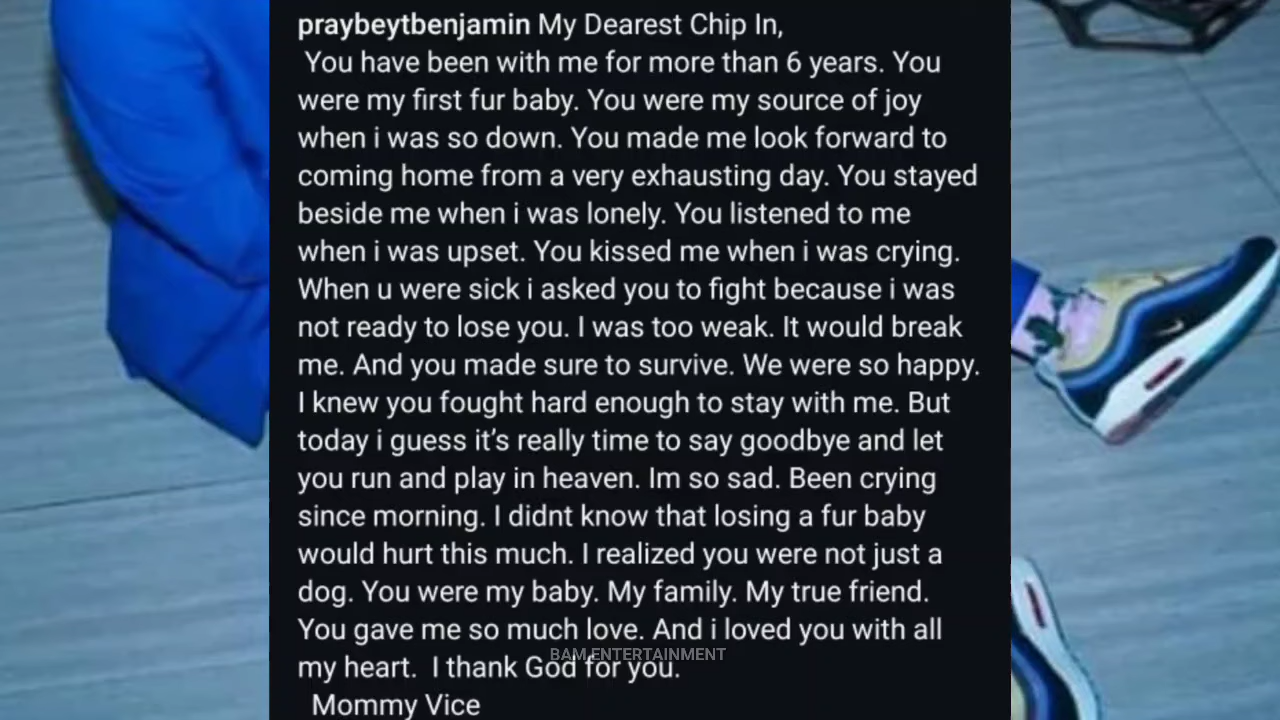 praybeytbenjamin My Dearest Chip In,
You have been with me for more than 6 years. You
were my first fur baby. You were my source of joy
when i was so down. You made me look forward to
coming home from a very exhausting day. You stayed
beside me when i was lonely. You listened to me
when i was upset. You kissed me when i was crying.
When u were sick i asked you to fight because i was
not ready to lose you. I was too weak. It would break
me. And you made sure to survive. We were so happy.
I knew you fought hard enough to stay with me. But
today i guess it’s really time to say goodbye and let
you run and play in heaven. Im so sad. Been crying
since morning. I didnt know that losing a fur baby
would hurt this much. I realized you were not just a
dog. You were my baby. My family. My true friend.
You gave me so much love. And i loved you with all
BAM ENTERTAINMENT
my heart.  I thank God for you.
Mommy Vice